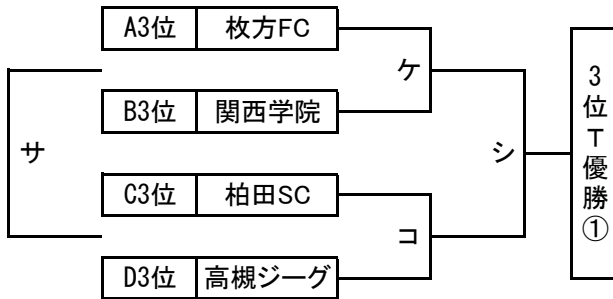 A3位 枚方FC
ケ
B3位 関西学院
サ
シ
C3位 柏田SC
コ
D3位 高槻ジーグ
3位T優勝①